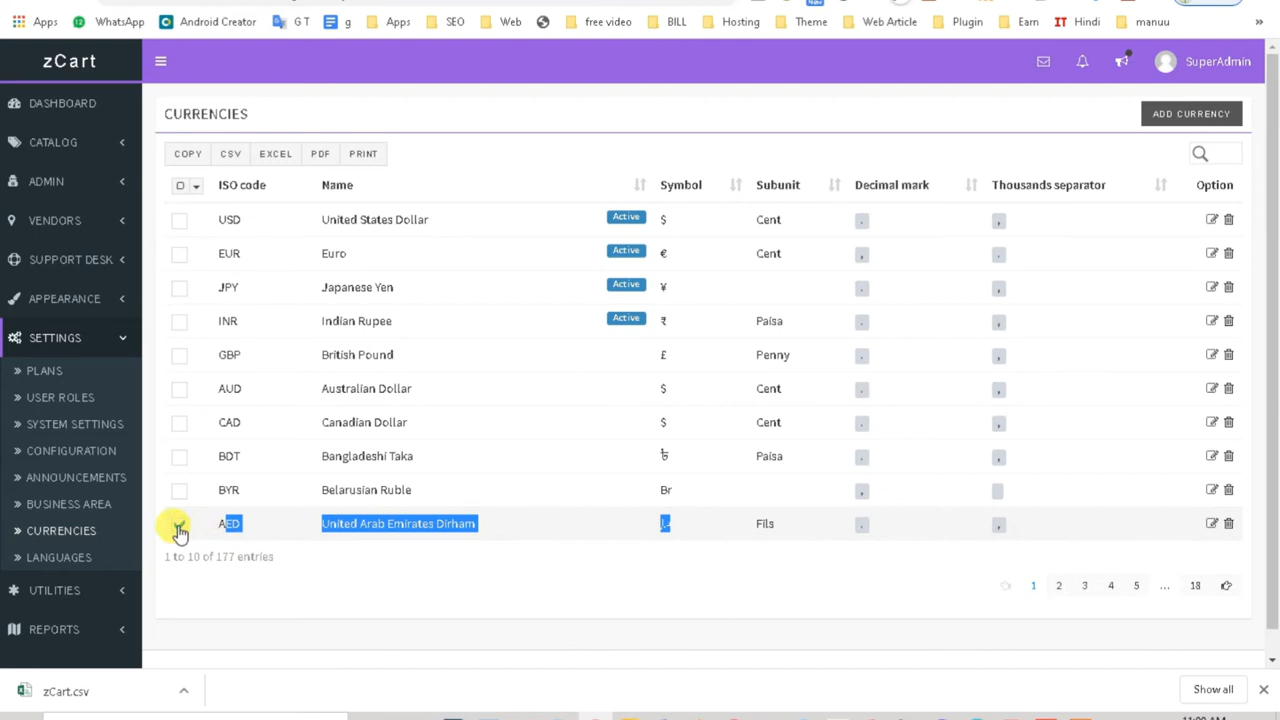 Apps WhatsApp Android Creator G T g Apps SEO Web free video BILL Hosting Theme Web Article Plugin Earn IT Hindi manuu »
zCart
SuperAdmin
DASHBOARD
CATALOG
ADMIN
VENDORS
SUPPORT DESK
APPEARANCE
SETTINGS
» PLANS
» USER ROLES
» SYSTEM SETTINGS
» CONFIGURATION
» ANNOUNCEMENTS
» BUSINESS AREA
» CURRENCIES
» LANGUAGES
UTILITIES
REPORTS
CURRENCIES ADD CURRENCY
COPY CSV EXCEL PDF PRINT
ISO code Name Symbol Subunit Decimal mark Thousands separator Option
USD United States Dollar Active $ Cent . ,
EUR Euro Active € Cent , .
JPY Japanese Yen Active ¥ . ,
INR Indian Rupee Active ₹ Paisa . ,
GBP British Pound £ Penny . ,
AUD Australian Dollar $ Cent . ,
CAD Canadian Dollar $ Cent . ,
BDT Bangladeshi Taka ৳ Paisa . ,
BYR Belarusian Ruble Br ,
AED United Arab Emirates Dirham Fils . ,
1 to 10 of 177 entries
1 2 3 4 5 ... 18
zCart.csv Show all